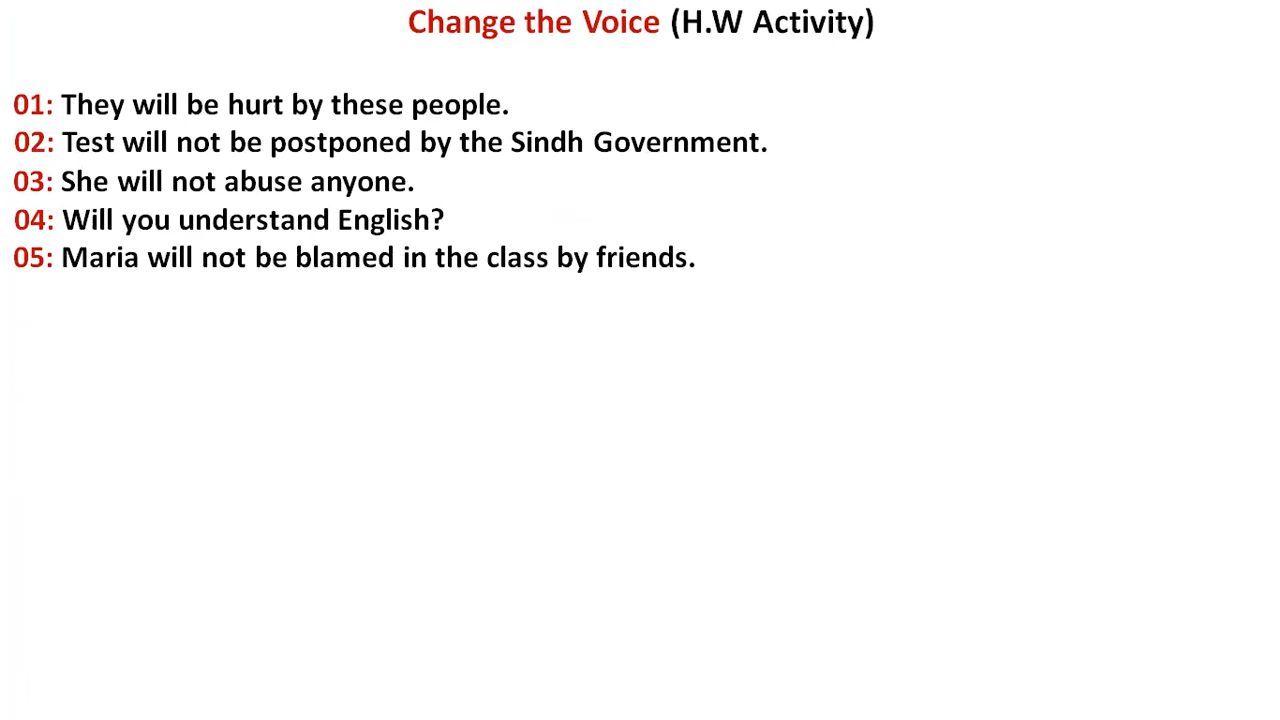 Change the Voice (H.W Activity)
01: They will be hurt by these people.
02: Test will not be postponed by the Sindh Government.
03: She will not abuse anyone.
04: Will you understand English?
05: Maria will not be blamed in the class by friends.